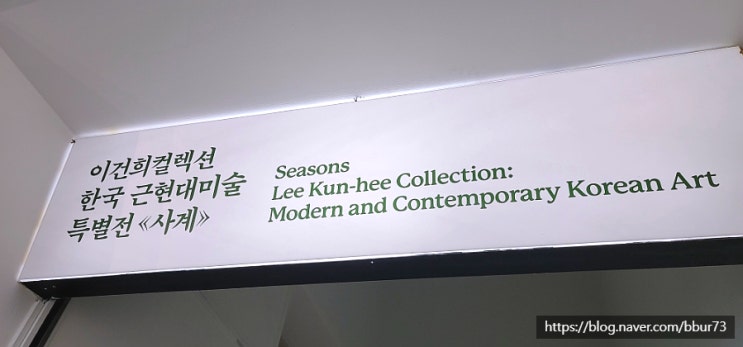 이건희컬렉션
한국 근현대미술
특별전 《사계》
Seasons
Lee Kun-hee Collection:
Modern and Contemporary Korean Art
https://blog.naver.com/bbur73